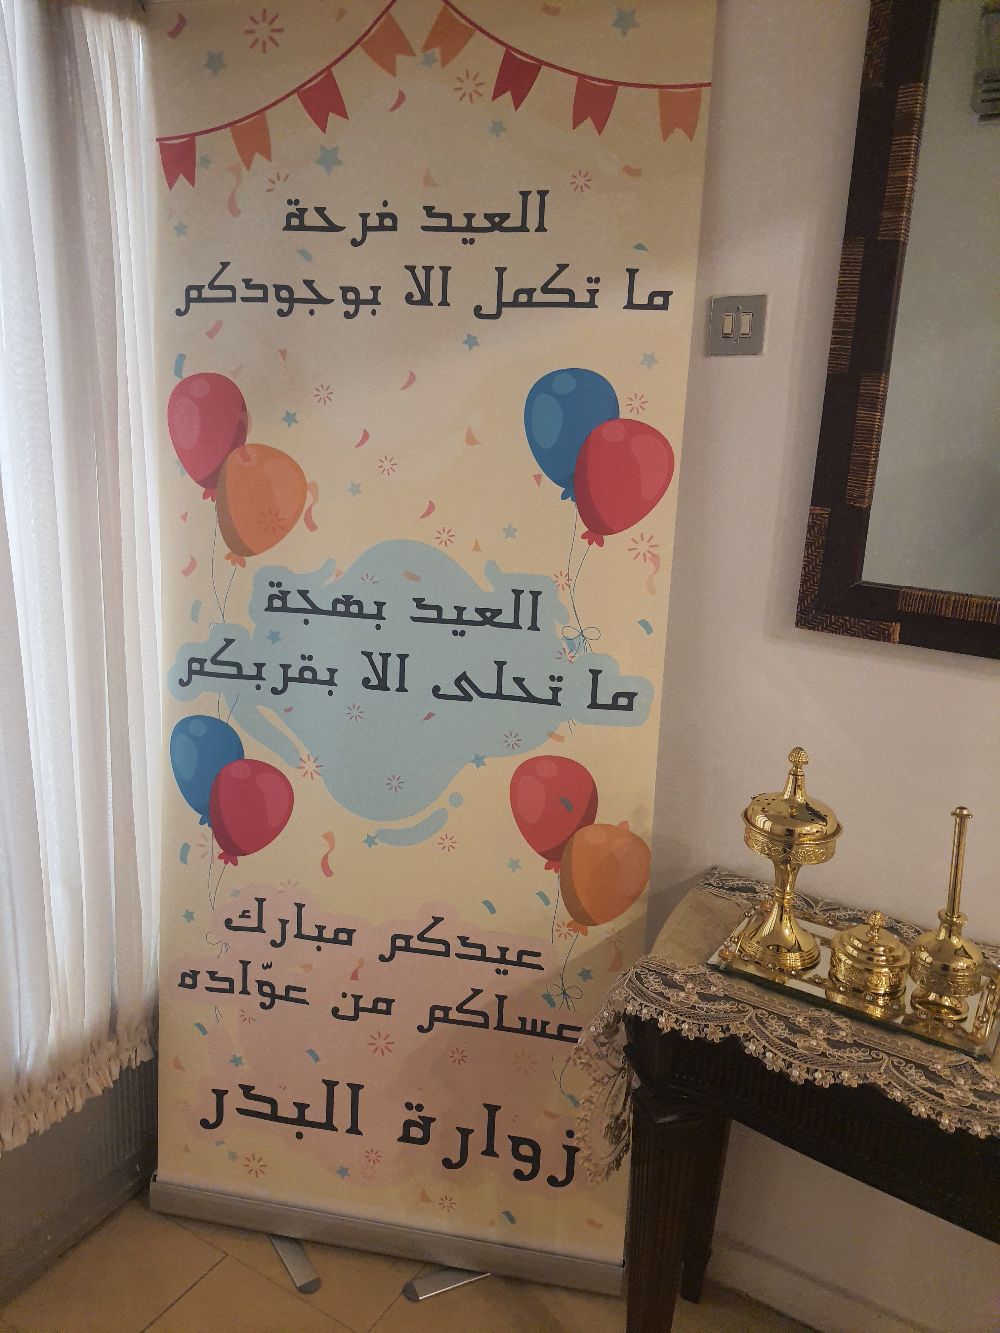 العيد فرحة
ما تكمل الا بوجودكم
العيد بهجة
ما تحلى الا بقربكم
عيدكم مبارك
عساكم من عوّاده
زوارة البدر